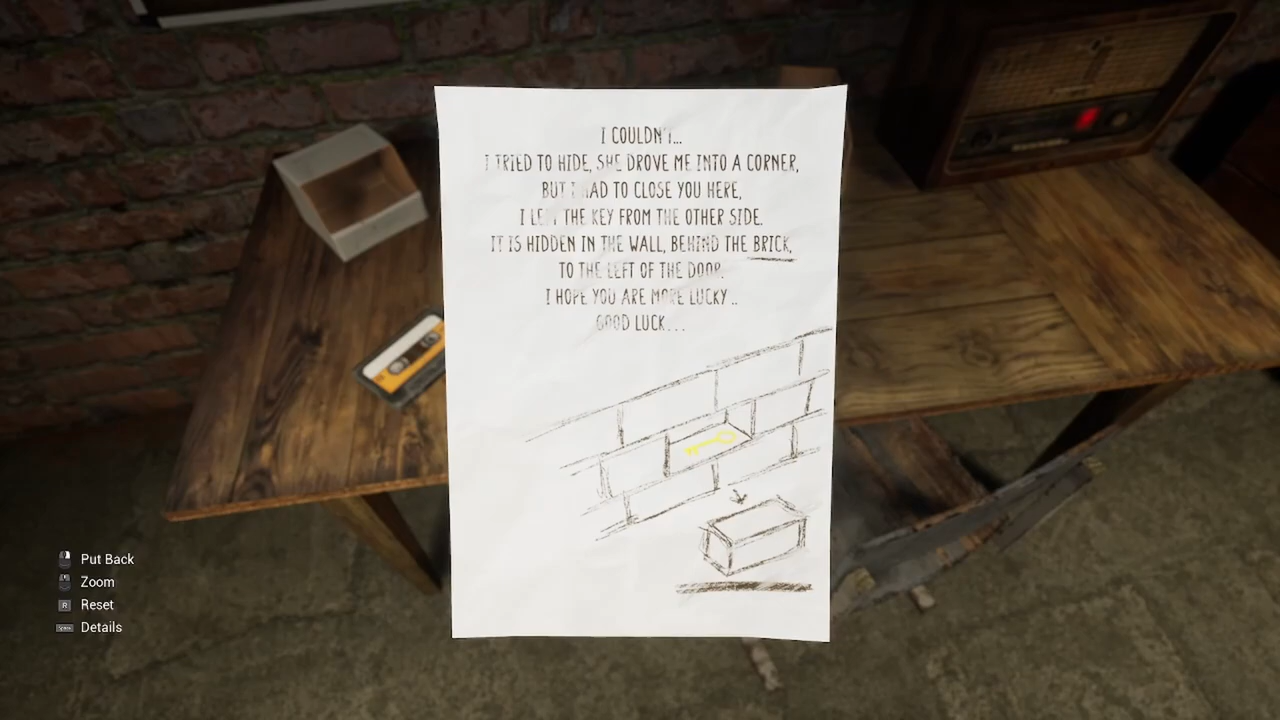 I COULDN'T...
I TRIED TO HIDE, SHE DROVE ME INTO A CORNER,
BUT I HAD TO CLOSE YOU HERE,
I LEFT THE KEY FROM THE OTHER SIDE.
IT IS HIDDEN IN THE WALL, BEHIND THE BRICK,
TO THE LEFT OF THE DOOR.
I HOPE YOU ARE MORE LUCKY..
GOOD LUCK...
Put Back
Zoom
R Reset
Space Details